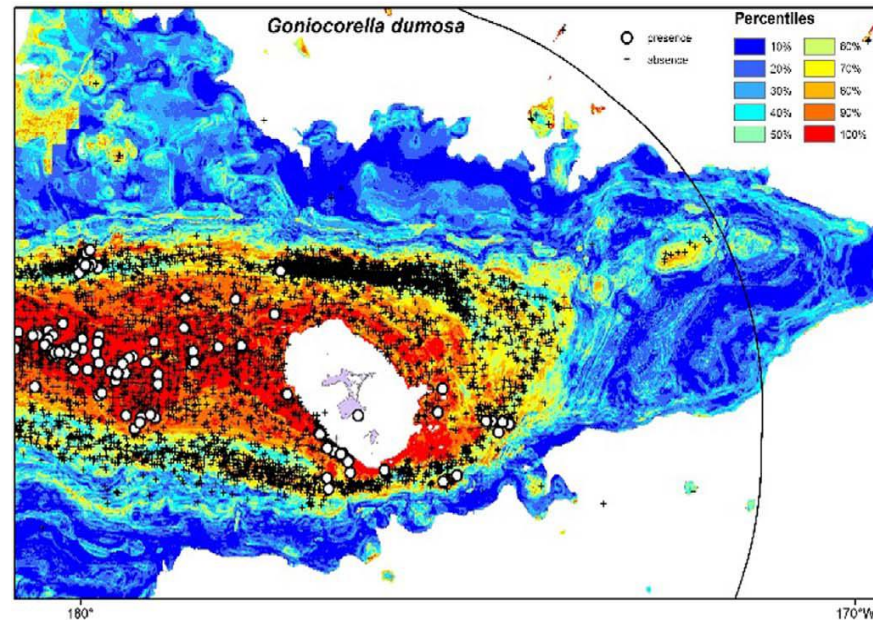 Goniocorella dumosa
Percentiles
presence
absence
10%
20%
30%
40%
50%
60%
70%
80%
90%
100%
180°
170°W